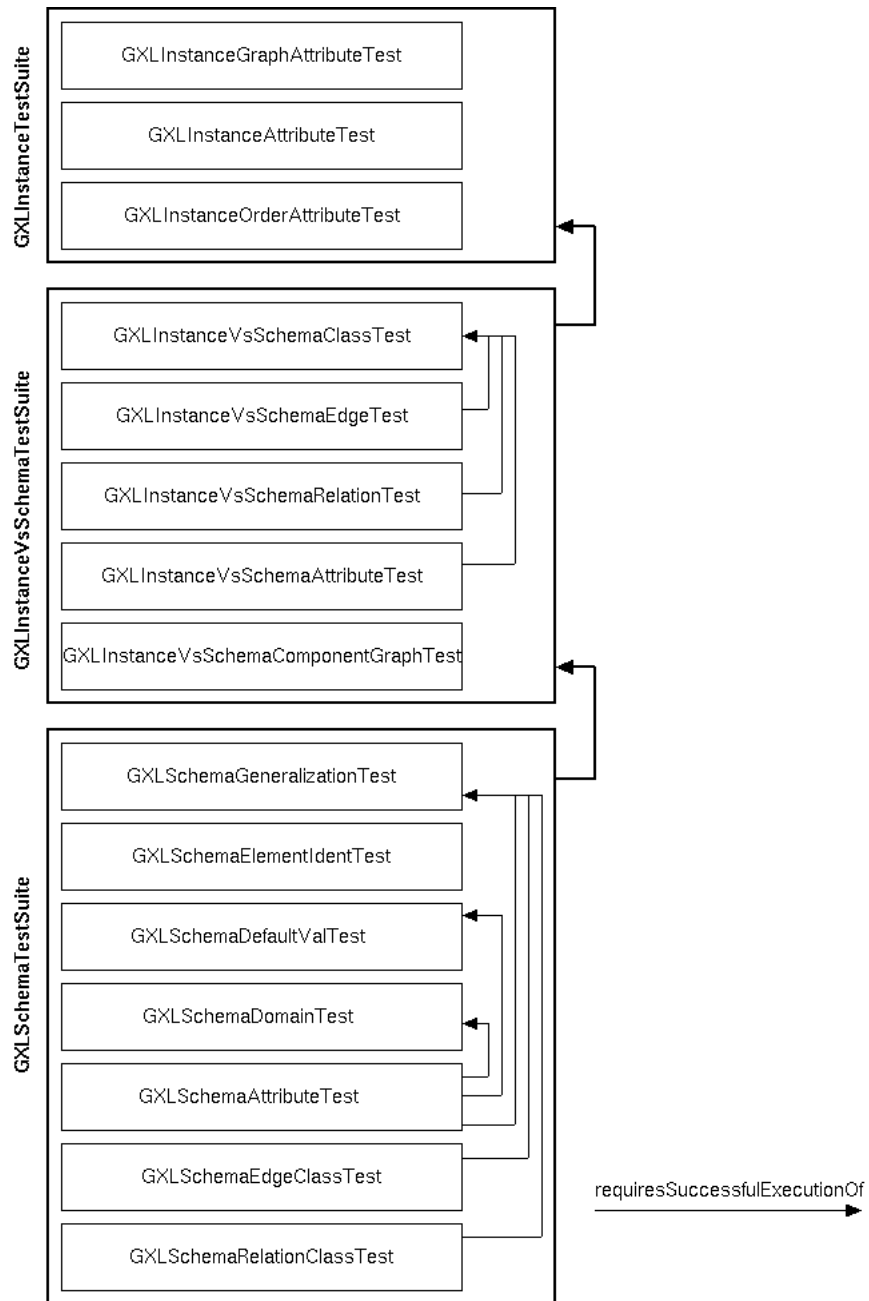 GXLInstanceTestSuite
GXLInstanceGraphAttributeTest
GXLInstanceAttributeTest
GXLInstanceOrderAttributeTest
GXLInstanceVsSchemaTestSuite
GXLInstanceVsSchemaClassTest
GXLInstanceVsSchemaEdgeTest
GXLInstanceVsSchemaRelationTest
GXLInstanceVsSchemaAttributeTest
GXLInstanceVsSchemaComponentGraphTest
GXLSchemaTestSuite
GXLSchemaGeneralizationTest
GXLSchemaElementIdentTest
GXLSchemaDefaultValTest
GXLSchemaDomainTest
GXLSchemaAttributeTest
GXLSchemaEdgeClassTest
GXLSchemaRelationClassTest
requiresSuccessfulExecutionOf